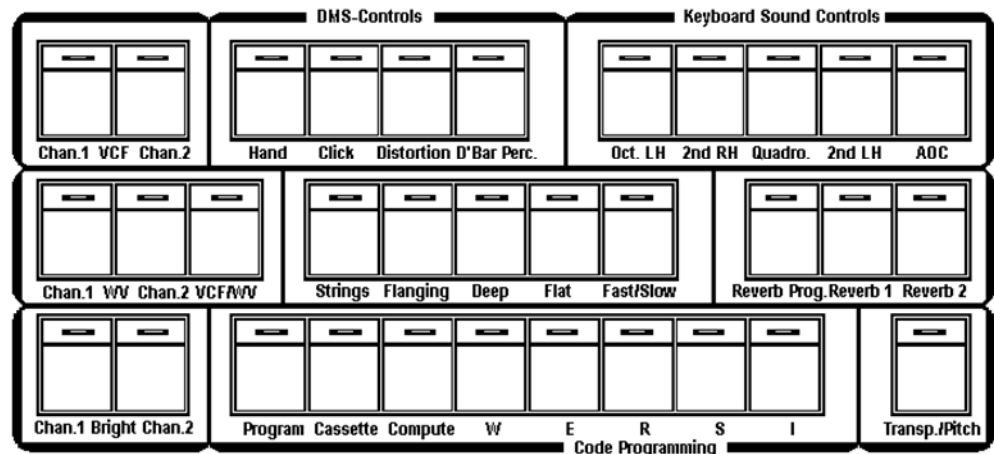 DMS-Controls Keyboard Sound Controls
Chan.1 VCF Chan.2 Hand Click Distortion D'Bar Perc. Oct. LH 2nd RH Quadro. 2nd LH AOC
Chan.1 WV Chan.2 VCF/WV Strings Flanging Deep Flat Fast/Slow Reverb Prog. Reverb 1 Reverb 2
Chan.1 Bright Chan.2 Program Cassette Compute W E R S I Transp./Pitch
Code Programming